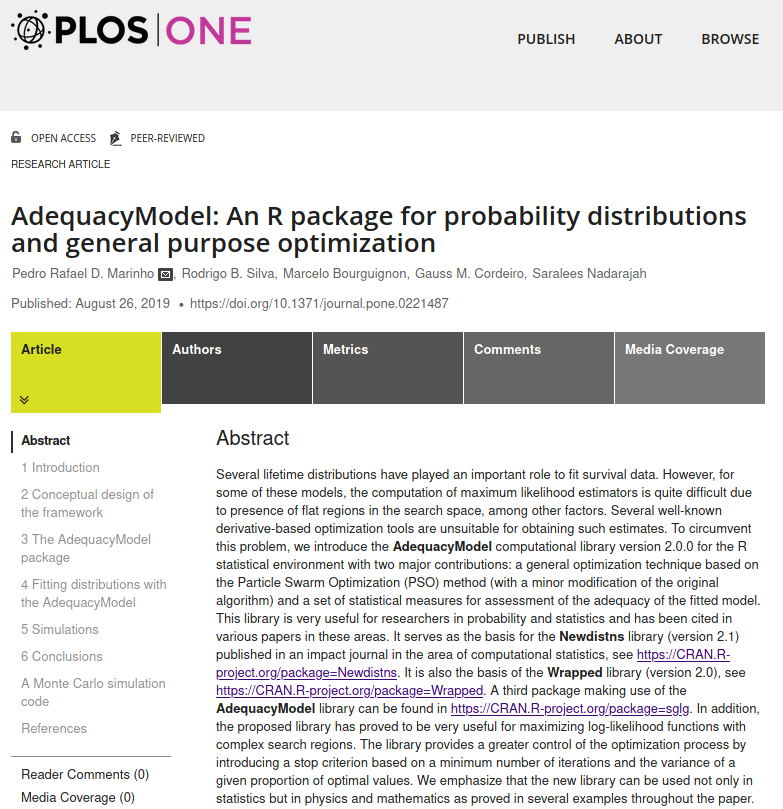 PLOS ONE
PUBLISH ABOUT BROWSE
OPEN ACCESS PEER-REVIEWED
RESEARCH ARTICLE
AdequacyModel: An R package for probability distributions
and general purpose optimization
Pedro Rafael D. Marinho , Rodrigo B. Silva, Marcelo Bourguignon, Gauss M. Cordeiro, Saralees Nadarajah
Published: August 26, 2019 • https://doi.org/10.1371/journal.pone.0221487
Article Authors Metrics Comments Media Coverage
Abstract
1 Introduction
2 Conceptual design of
the framework
3 The AdequacyModel
package
4 Fitting distributions with
the AdequacyModel
5 Simulations
6 Conclusions
A Monte Carlo simulation
code
References
Reader Comments (0)
Media Coverage (0)
Abstract
Several lifetime distributions have played an important role to fit survival data. However, for
some of these models, the computation of maximum likelihood estimators is quite difficult due
to presence of flat regions in the search space, among other factors. Several well-known
derivative-based optimization tools are unsuitable for obtaining such estimates. To circumvent
this problem, we introduce the AdequacyModel computational library version 2.0.0 for the R
statistical environment with two major contributions: a general optimization technique based on
the Particle Swarm Optimization (PSO) method (with a minor modification of the original
algorithm) and a set of statistical measures for assessment of the adequacy of the fitted model.
This library is very useful for researchers in probability and statistics and has been cited in
various papers in these areas. It serves as the basis for the Newdistns library (version 2.1)
published in an impact journal in the area of computational statistics, see https://CRAN.R-
project.org/package=Newdistns. It is also the basis of the Wrapped library (version 2.0), see
https://CRAN.R-project.org/package=Wrapped. A third package making use of the
AdequacyModel library can be found in https://CRAN.R-project.org/package=sglg. In addition,
the proposed library has proved to be very useful for maximizing log-likelihood functions with
complex search regions. The library provides a greater control of the optimization process by
introducing a stop criterion based on a minimum number of iterations and the variance of a
given proportion of optimal values. We emphasize that the new library can be used not only in
statistics but in physics and mathematics as proved in several examples throughout the paper.